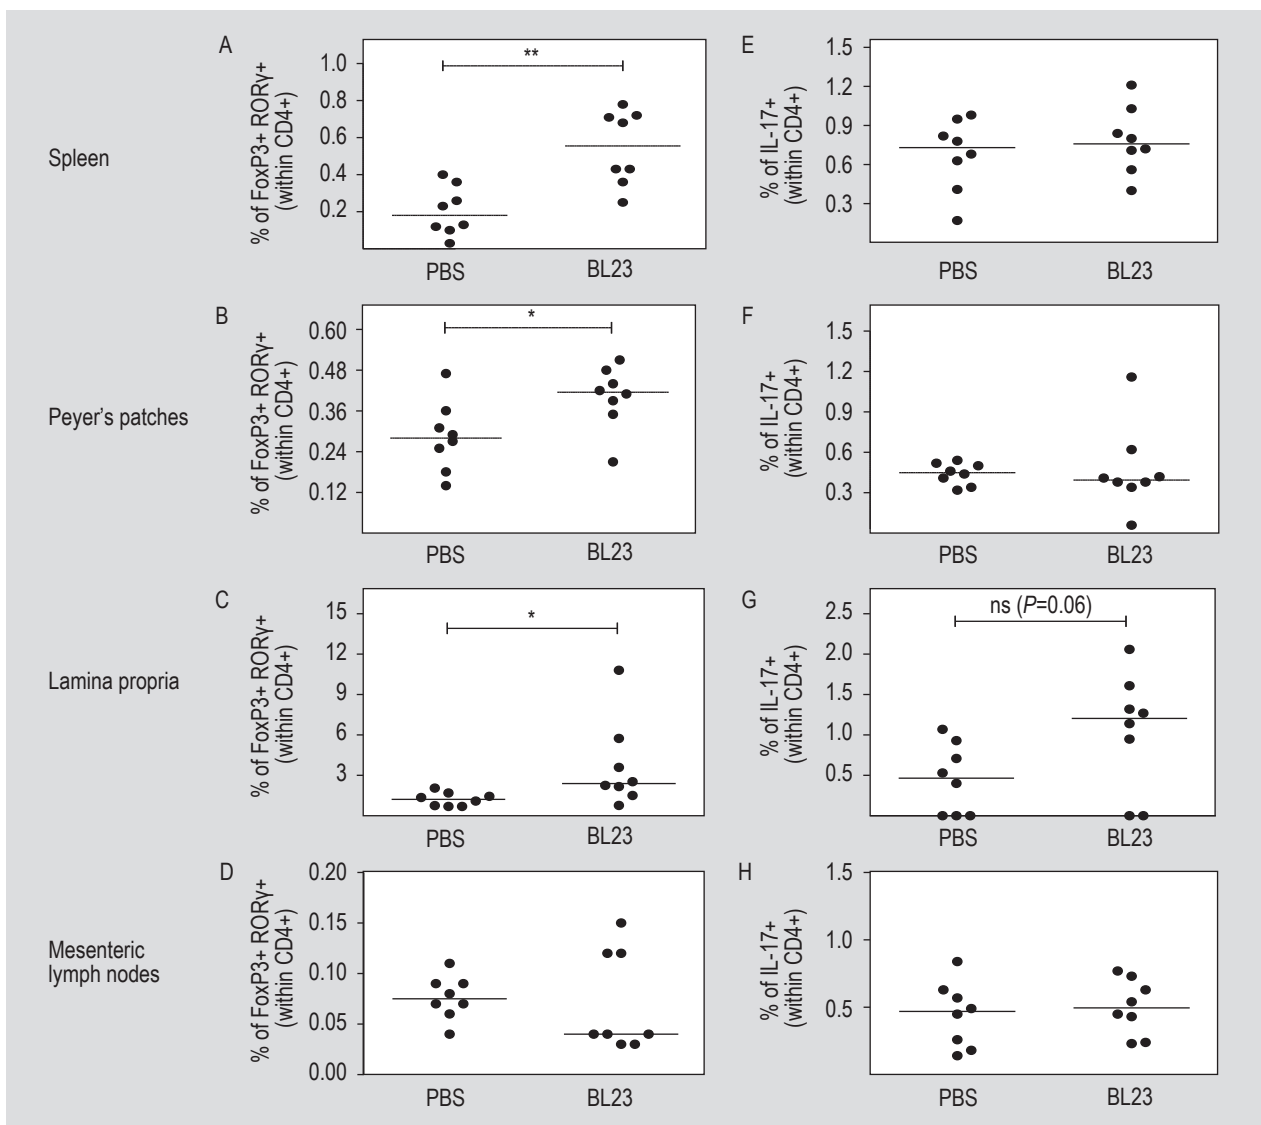 A
E
Spleen
% of FoxP3+ RORγ+
(within CD4+)
1.0
0.8
0.6
0.4
0.2
**
PBS
BL23
% of IL-17+
(within CD4+)
1.5
1.2
0.9
0.6
0.3
PBS
BL23
B
F
Peyer's patches
% of FoxP3+ RORγ+
(within CD4+)
0.60
0.48
0.36
0.24
0.12
*
PBS
BL23
% of IL-17+
(within CD4+)
1.5
1.2
0.9
0.6
0.3
PBS
BL23
C
G
Lamina propria
% of FoxP3+ RORγ+
(within CD4+)
15
12
9
6
3
*
PBS
BL23
% of IL-17+
(within CD4+)
2.5
2.0
1.5
1.0
0.5
ns (P=0.06)
PBS
BL23
D
H
Mesenteric
lymph nodes
% of FoxP3+ RORγ+
(within CD4+)
0.20
0.15
0.10
0.05
0.00
PBS
BL23
% of IL-17+
(within CD4+)
1.5
1.0
0.5
PBS
BL23